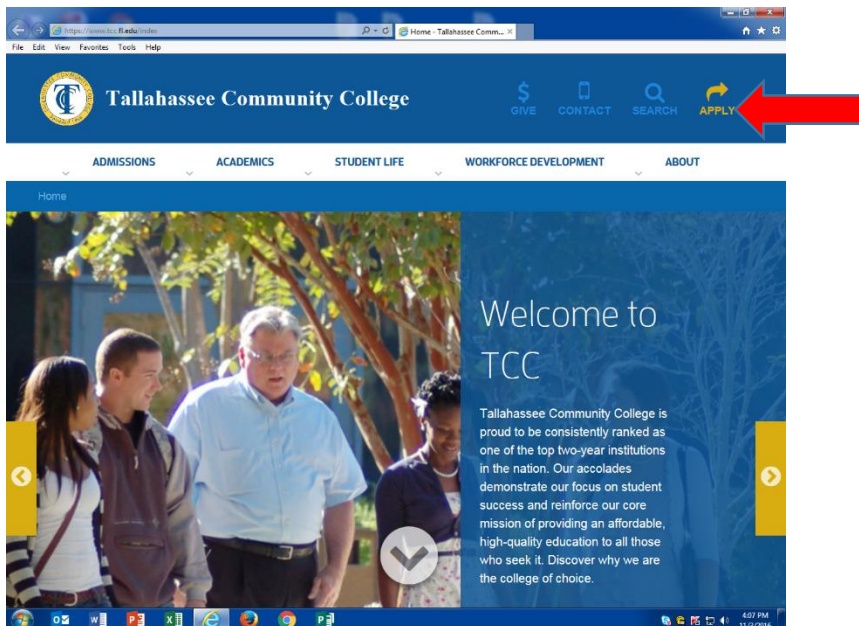 https://www.tcc.fl.edu/index
Home - Tallahassee Comm...
File Edit View Favorites Tools Help
Tallahassee Community College
GIVE CONTACT SEARCH APPLY
ADMISSIONS ACADEMICS STUDENT LIFE WORKFORCE DEVELOPMENT ABOUT
Home
Welcome to
TCC
Tallahassee Community College is
proud to be consistently ranked as
one of the top two-year institutions
in the nation. Our accolades
demonstrate our focus on student
success and reinforce our core
mission of providing an affordable,
high-quality education to all those
who seek it. Discover why we are
the college of choice.
4:07 PM